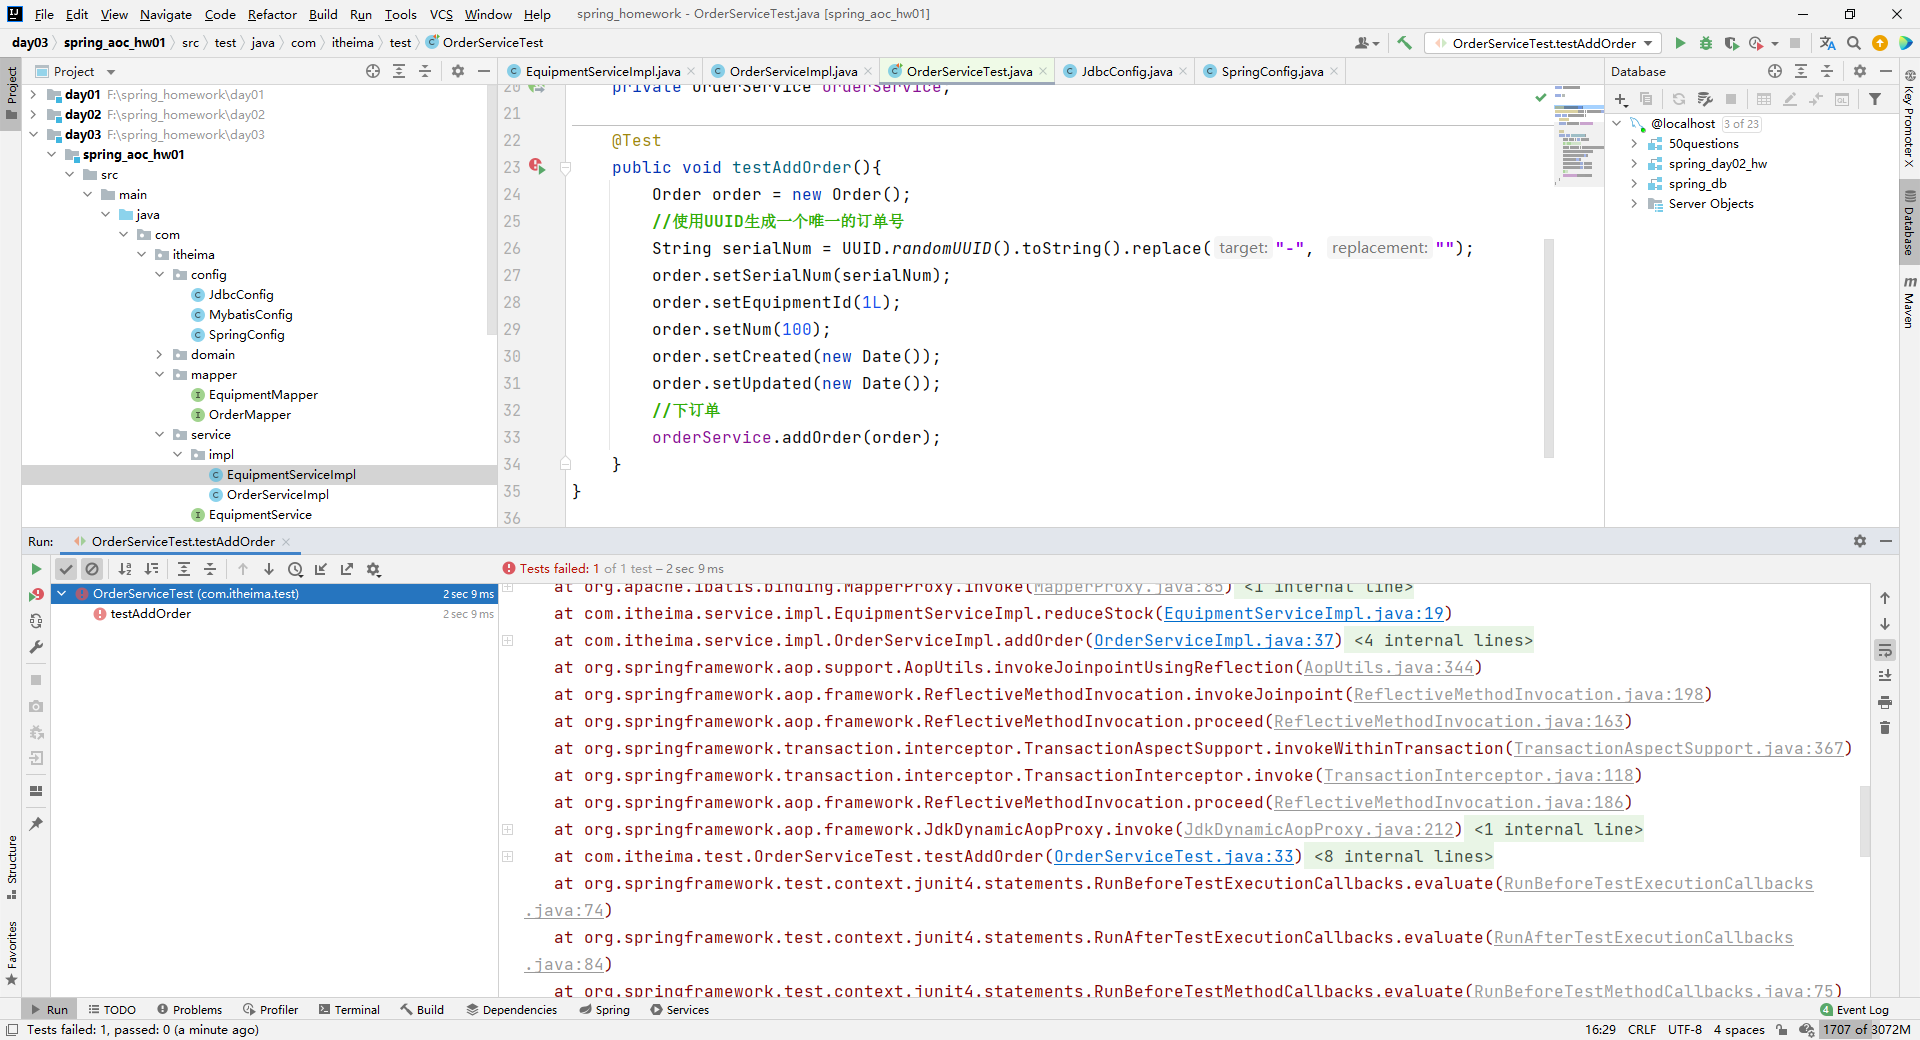 File Edit View Navigate Code Refactor Build Run Tools VCS Window Help spring_homework - OrderServiceTest.java [spring_aoc_hw01]
day03 spring_aoc_hw01 src test java com itheima test OrderServiceTest OrderServiceTest.testAddOrder
Project
EquipmentServiceImpl.java OrderServiceImpl.java OrderServiceTest.java JdbcConfig.java SpringConfig.java
Database
day01 F:\spring_homework\day01
day02 F:\spring_homework\day02
day03 F:\spring_homework\day03
spring_aoc_hw01
src
main
java
com
itheima
config
JdbcConfig
MybatisConfig
SpringConfig
domain
mapper
EquipmentMapper
OrderMapper
service
impl
EquipmentServiceImpl
OrderServiceImpl
EquipmentService
20 private OrderService orderService;
21
22 @Test
23 public void testAddOrder(){
24 Order order = new Order();
25 //使用UUID生成一个唯一的订单号
26 String serialNum = UUID.randomUUID().toString().replace( target: "-", replacement: "");
27 order.setSerialNum(serialNum);
28 order.setEquipmentId(1L);
29 order.setNum(100);
30 order.setCreated(new Date());
31 order.setUpdated(new Date());
32 //下订单
33 orderService.addOrder(order);
34 }
35 }
36
@localhost 3 of 23
50questions
spring_day02_hw
spring_db
Server Objects
Project
Structure
Favorites
Key Promoter X
Database
Maven
Run: OrderServiceTest.testAddOrder
Tests failed: 1 of 1 test – 2 sec 9 ms
OrderServiceTest (com.itheima.test) 2 sec 9 ms
testAddOrder 2 sec 9 ms
at org.apache.ibatis.binding.MapperProxy.invoke(MapperProxy.java:85) <1 internal line>
at com.itheima.service.impl.EquipmentServiceImpl.reduceStock(EquipmentServiceImpl.java:19)
at com.itheima.service.impl.OrderServiceImpl.addOrder(OrderServiceImpl.java:37) <4 internal lines>
at org.springframework.aop.support.AopUtils.invokeJoinpointUsingReflection(AopUtils.java:344)
at org.springframework.aop.framework.ReflectiveMethodInvocation.invokeJoinpoint(ReflectiveMethodInvocation.java:198)
at org.springframework.aop.framework.ReflectiveMethodInvocation.proceed(ReflectiveMethodInvocation.java:163)
at org.springframework.transaction.interceptor.TransactionAspectSupport.invokeWithinTransaction(TransactionAspectSupport.java:367)
at org.springframework.transaction.interceptor.TransactionInterceptor.invoke(TransactionInterceptor.java:118)
at org.springframework.aop.framework.ReflectiveMethodInvocation.proceed(ReflectiveMethodInvocation.java:186)
at org.springframework.aop.framework.JdkDynamicAopProxy.invoke(JdkDynamicAopProxy.java:212) <1 internal line>
at com.itheima.test.OrderServiceTest.testAddOrder(OrderServiceTest.java:33) <8 internal lines>
at org.springframework.test.context.junit4.statements.RunBeforeTestExecutionCallbacks.evaluate(RunBeforeTestExecutionCallbacks
.java:74)
at org.springframework.test.context.junit4.statements.RunAfterTestExecutionCallbacks.evaluate(RunAfterTestExecutionCallbacks
.java:84)
at org.springframework.test.context.junit4.statements.RunBeforeTestMethodCallbacks.evaluate(RunBeforeTestMethodCallbacks.java:75)
Run TODO Problems Profiler Terminal Build Dependencies Spring Services 4 Event Log
Tests failed: 1, passed: 0 (a minute ago) 16:29 CRLF UTF-8 4 spaces 1707 of 3072M